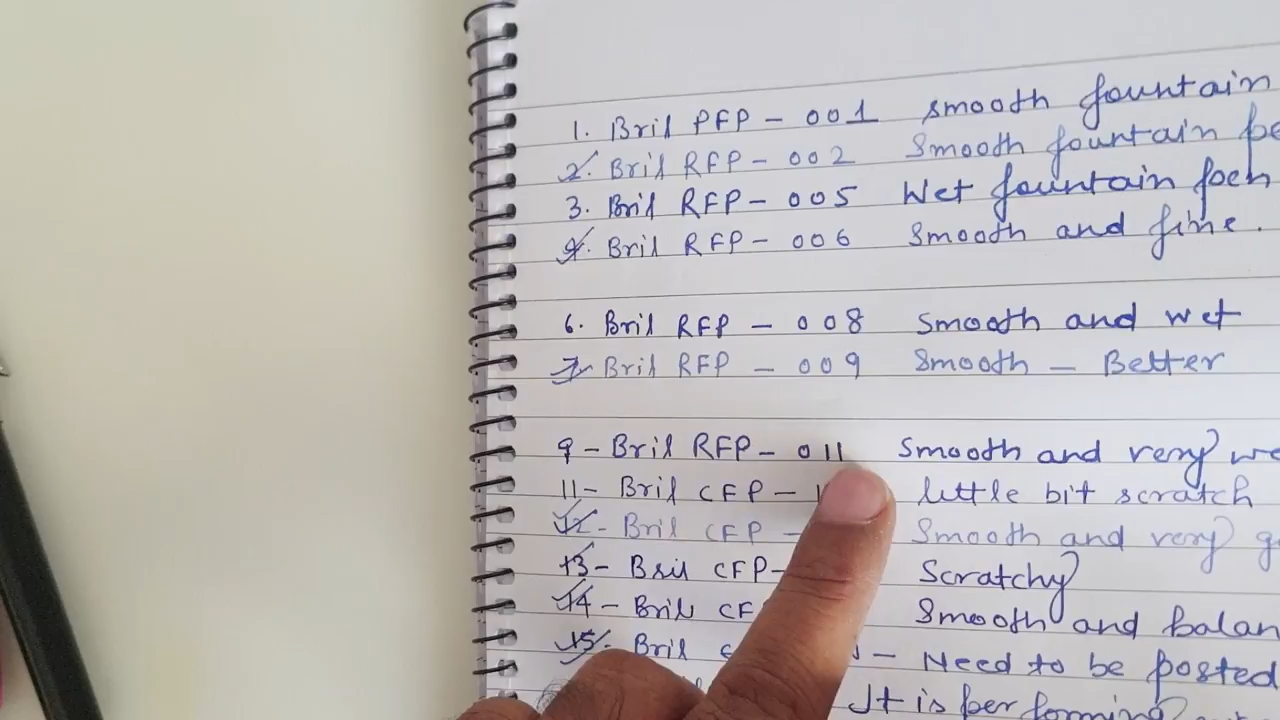 1. Bril PFP - 001 Smooth fountain
2. Bril RFP - 002 Smooth fountain
3. Bril RFP - 005 Wet fountain pen
4. Bril RFP - 006 Smooth and fine.
6. Bril RFP - 008 Smooth and wet
7- Bril RFP - 009 Smooth - Better
9 - Bril RFP - 011 Smooth and very
11- Bril CFP - little bit scratch
12- Bril CFP - Smooth and very
13- Bril CFP- Scratchy
14 - Bril Smooth and
15- Bril - Need to be posted
It is performing